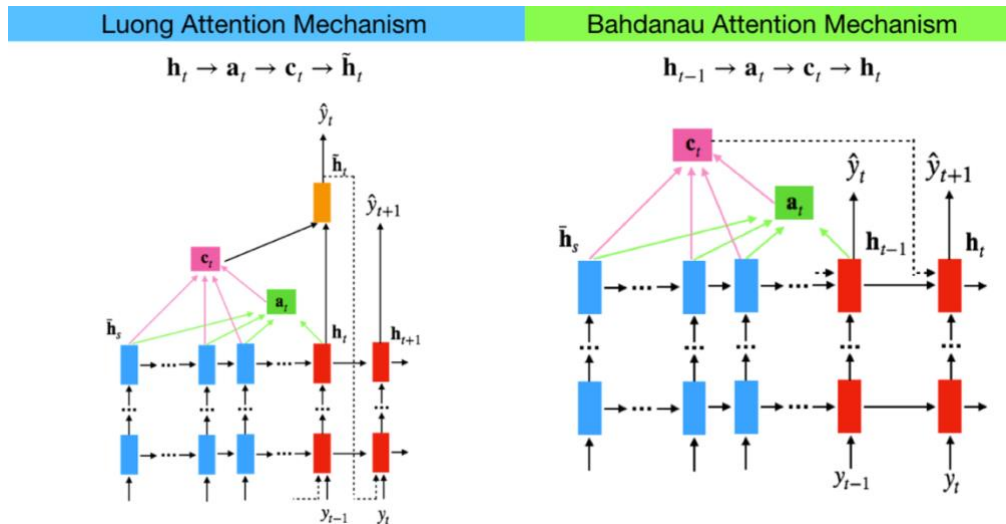 Luong Attention Mechanism
h_t → a_t → c_t → h̃_t
ŷ_t
h̃_t
ŷ_{t+1}
c_t
a_t
h̄_s
h_t
h_{t+1}
...
y_{t−1}
y_t
Bahdanau Attention Mechanism
h_{t−1} → a_t → c_t → h_t
c_t
ŷ_t
ŷ_{t+1}
a_t
h̄_s
h_{t−1}
h_t
...
y_{t−1}
y_t